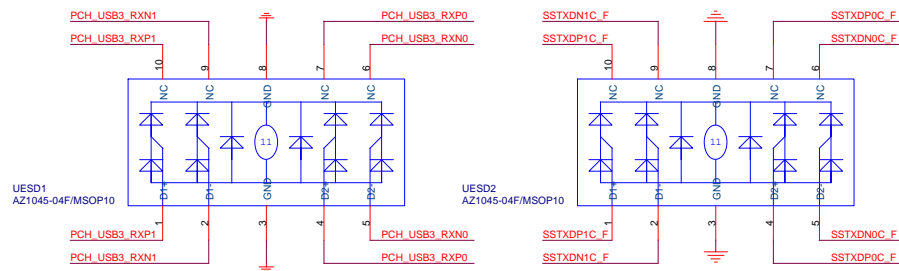 PCH_USB3_RXN1
PCH_USB3_RXP0
PCH_USB3_RXP1
PCH_USB3_RXN0
10
9
8
7
6
NC
NC
GND
NC
NC
11
UESD1
AZ1045-04F/MSOP10
D1+
D1-
GND
D2+
D2-
1
2
3
4
5
PCH_USB3_RXP1
PCH_USB3_RXN0
PCH_USB3_RXN1
PCH_USB3_RXP0
SSTXDN1C_F
SSTXDP0C_F
SSTXDP1C_F
SSTXDN0C_F
10
9
8
7
6
NC
NC
GND
NC
NC
11
UESD2
AZ1045-04F/MSOP10
D1+
D1-
GND
D2+
D2-
1
2
3
4
5
SSTXDP1C_F
SSTXDN0C_F
SSTXDN1C_F
SSTXDP0C_F